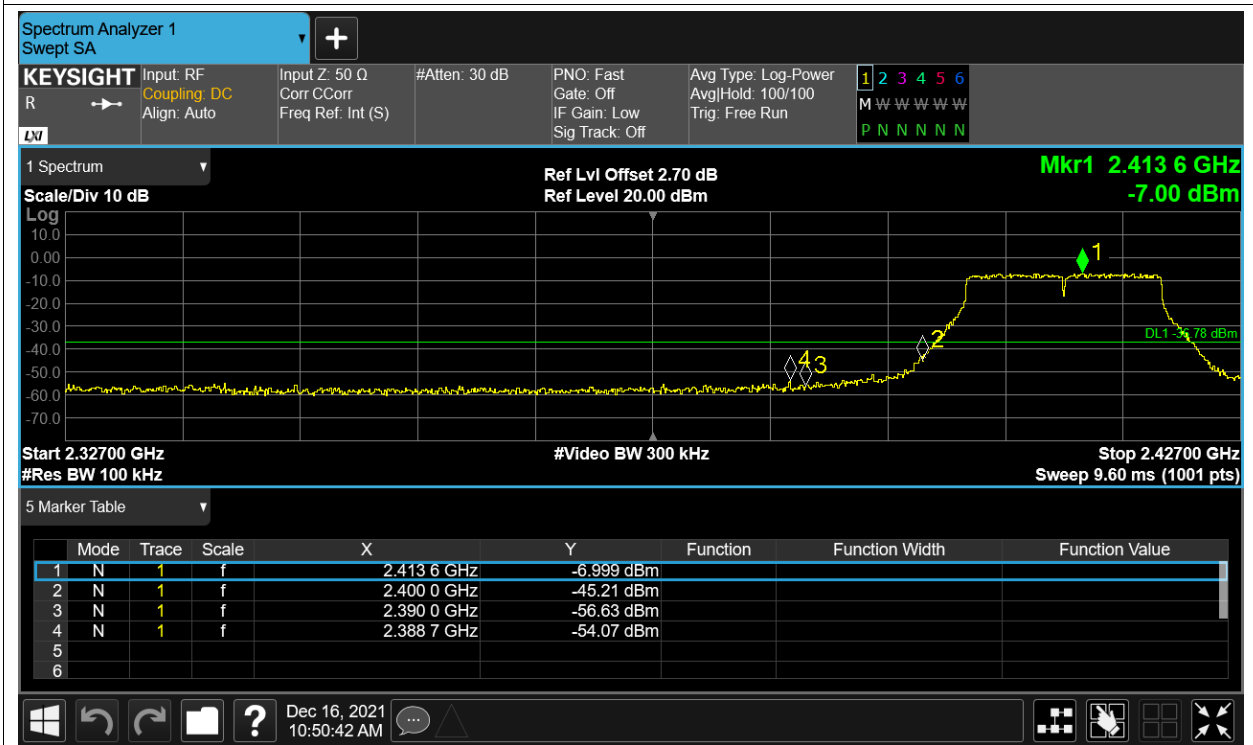 Spectrum Analyzer 1
Swept SA
+
KEYSIGHT Input: RF Input Z: 50 Ω #Atten: 30 dB PNO: Fast Avg Type: Log-Power 1 2 3 4 5 6
R Coupling: DC Corr CCorr Gate: Off Avg|Hold: 100/100 M W W W W W
Align: Auto Freq Ref: Int (S) IF Gain: Low Trig: Free Run
LXI Sig Track: Off P N N N N N
1 Spectrum Ref Lvl Offset 2.70 dB Mkr1 2.413 6 GHz
Scale/Div 10 dB Ref Level 20.00 dBm -7.00 dBm
Log
10.0
0.00 1
-10.0
-20.0
-30.0
DL1 -36.78 dBm
-40.0 2
4 3
-50.0
-60.0
-70.0
Start 2.32700 GHz #Video BW 300 kHz Stop 2.42700 GHz
#Res BW 100 kHz Sweep 9.60 ms (1001 pts)
5 Marker Table
Mode Trace Scale X Y Function Function Width Function Value
1 N 1 f 2.413 6 GHz -6.999 dBm
2 N 1 f 2.400 0 GHz -45.21 dBm
3 N 1 f 2.390 0 GHz -56.63 dBm
4 N 1 f 2.388 7 GHz -54.07 dBm
5
6
? Dec 16, 2021
10:50:42 AM